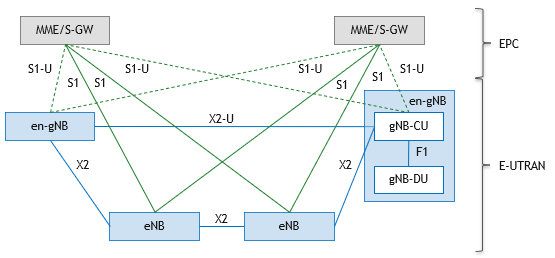 MME/S-GW
MME/S-GW
EPC
S1-U
S1
S1
S1-U
S1-U
S1
S1
S1-U
en-gNB
en-gNB
X2-U
gNB-CU
F1
gNB-DU
X2
X2
E-UTRAN
eNB
X2
eNB